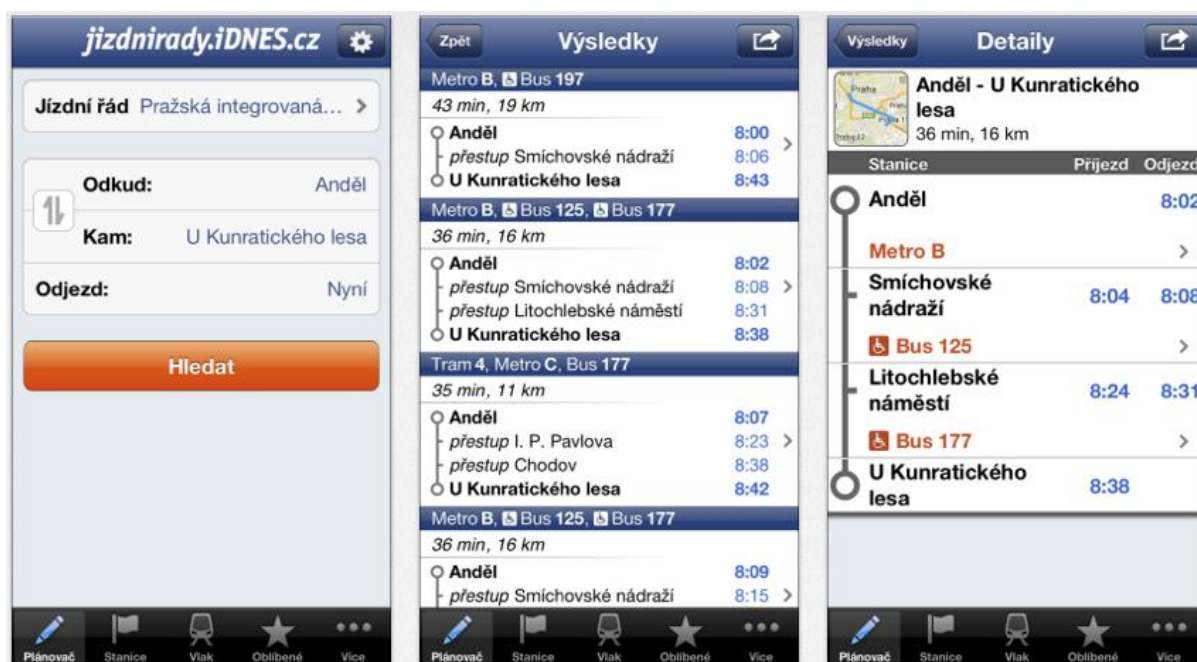 jizdnirady.iDNES.cz
Jízdní řád Pražská integrovaná... >
Odkud: Anděl
Kam: U Kunratického lesa
Odjezd: Nyní
Hledat
Plánovač Stanice Vlak Oblíbené Více
Zpět Výsledky
Metro B, Bus 197
43 min, 19 km
Anděl 8:00
přestup Smíchovské nádraží 8:06
U Kunratického lesa 8:43
Metro B, Bus 125, Bus 177
36 min, 16 km
Anděl 8:02
přestup Smíchovské nádraží 8:08
přestup Litochlebské náměstí 8:31
U Kunratického lesa 8:38
Tram 4, Metro C, Bus 177
35 min, 11 km
Anděl 8:07
přestup I. P. Pavlova 8:23
přestup Chodov 8:38
U Kunratického lesa 8:42
Metro B, Bus 125, Bus 177
36 min, 16 km
Anděl 8:09
přestup Smíchovské nádraží 8:15
Plánovač Stanice Vlak Oblíbené Více
Výsledky Detaily
Praha
Anděl - U Kunratického
lesa
36 min, 16 km
Stanice Příjezd Odjezd
Anděl 8:02
Metro B
Smíchovské
nádraží 8:04 8:08
Bus 125
Litochlebské
náměstí 8:24 8:31
Bus 177
U Kunratického
lesa 8:38
Plánovač Stanice Vlak Oblíbené Více